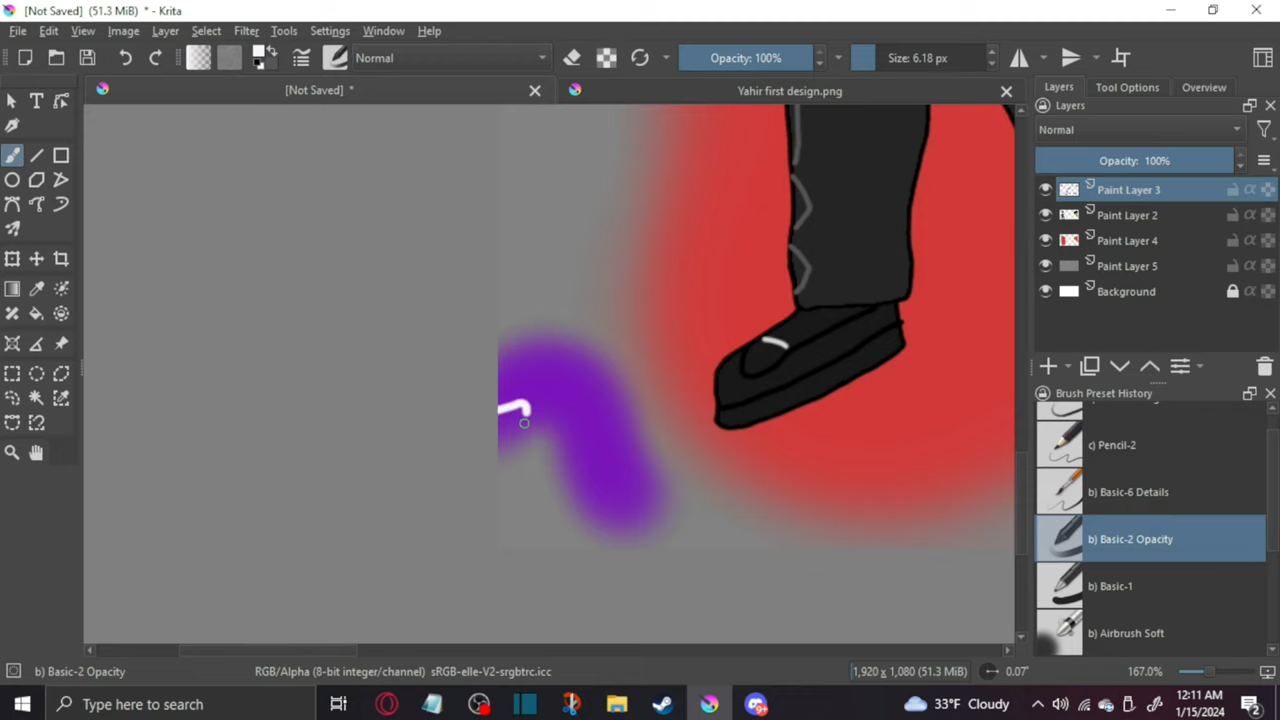 [Not Saved] (51.3 MiB) * - Krita
File Edit View Image Layer Select Filter Tools Settings Window Help
Normal Opacity: 100% Size: 6.18 px
[Not Saved] * Yahir first design.png
Layers Tool Options Overview
Layers
Normal
Opacity: 100%
Paint Layer 3
Paint Layer 2
Paint Layer 4
Paint Layer 5
Background
Brush Preset History
c) Pencil-2
b) Basic-6 Details
b) Basic-2 Opacity
b) Basic-1
b) Airbrush Soft
b) Basic-2 Opacity RGB/Alpha (8-bit integer/channel) sRGB-elle-V2-srgbtrc.icc 1,920 x 1,080 (51.3 MiB) 0.07° 167.0%
Type here to search 33°F Cloudy 12:11 AM
1/15/2024 2